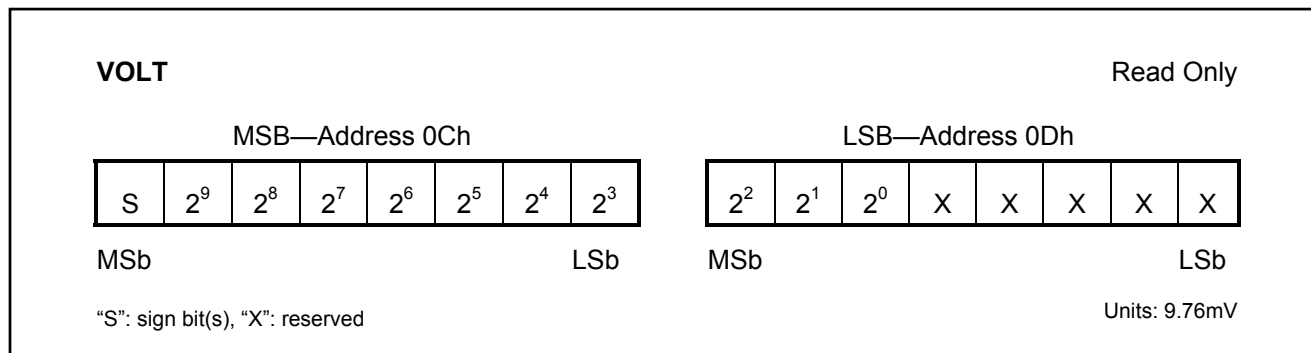 VOLT Read Only
MSB—Address 0Ch LSB—Address 0Dh
S 2⁹ 2⁸ 2⁷ 2⁶ 2⁵ 2⁴ 2³ 2² 2¹ 2⁰ X X X X X
MSb LSb MSb LSb
“S”: sign bit(s), “X”: reserved Units: 9.76mV